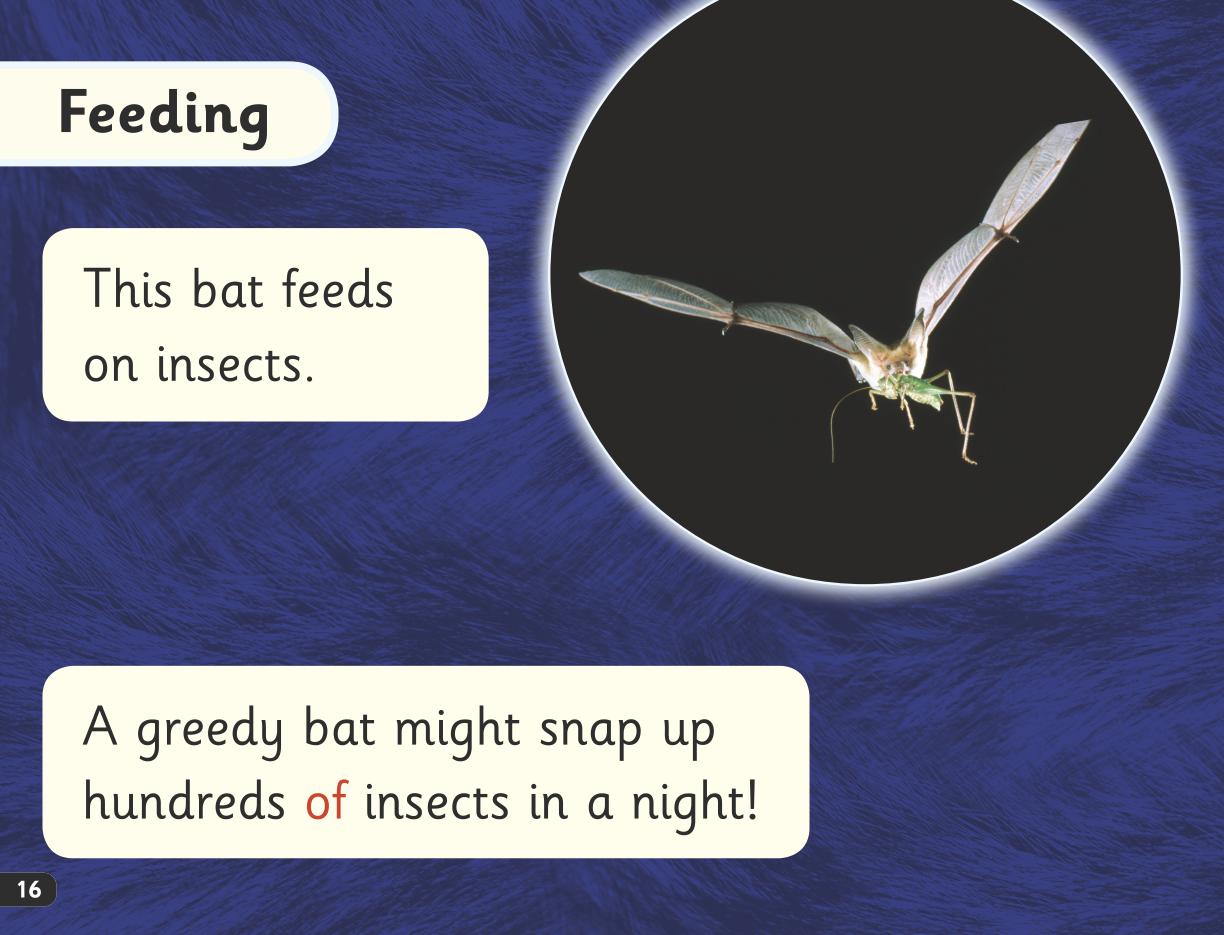 Feeding
This bat feeds
on insects.
A greedy bat might snap up
hundreds of insects in a night!
16